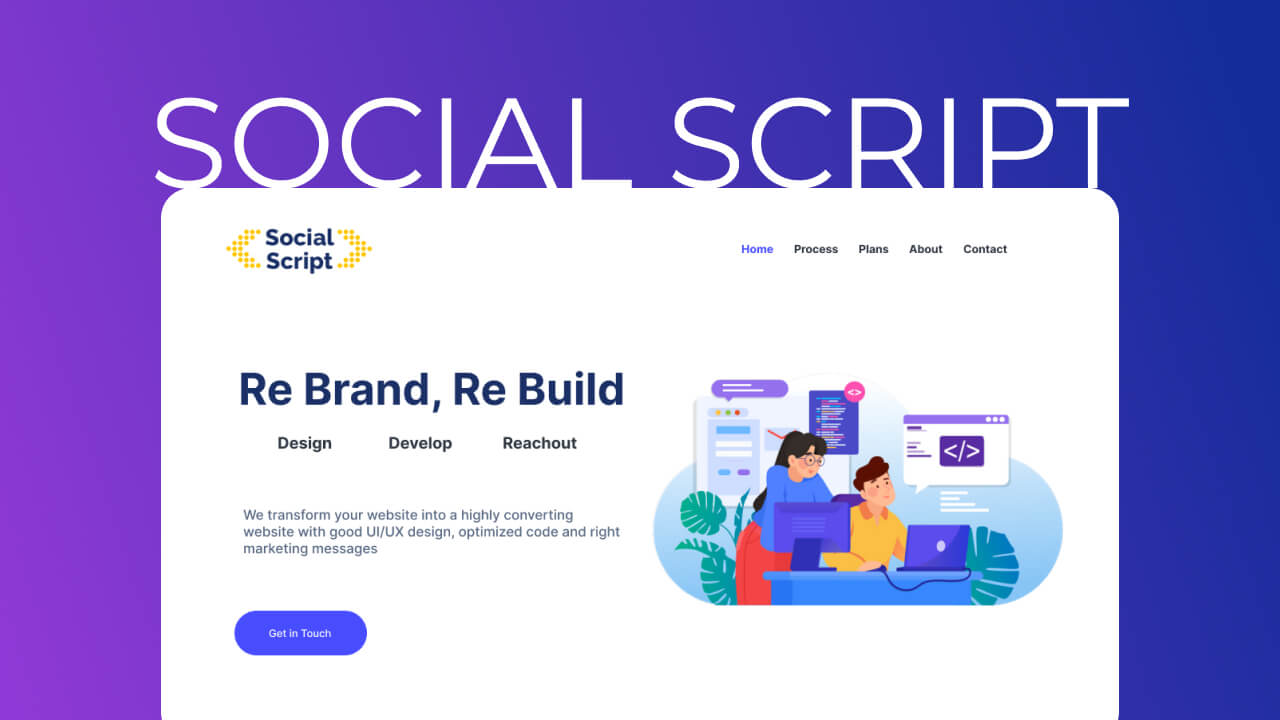 SOCIAL SCRIPT
Social
Script
Home Process Plans About Contact
Re Brand, Re Build
Design Develop Reachout
<>
</>
We transform your website into a highly converting
website with good UI/UX design, optimized code and right
marketing messages
Get in Touch